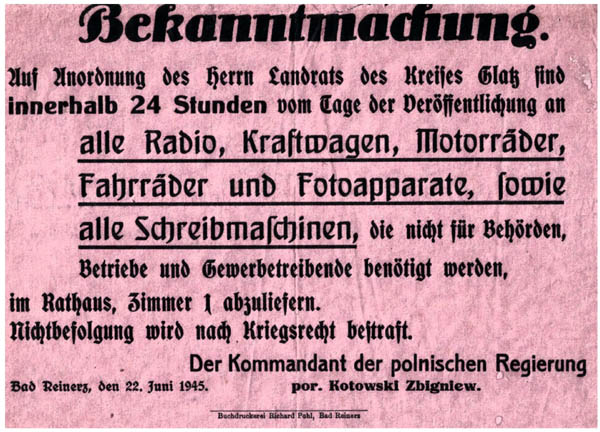 Bekanntmachung.
Auf Anordnung des Herrn Landrats des Kreises Glatz sind
innerhalb 24 Stunden vom Tage der Veröffentlichung an
alle Radio, Kraftwagen, Motorräder,
Fahrräder und Fotoapparate, sowie
alle Schreibmaschinen, die nicht für Behörden,
Betriebe und Gewerbetreibende benötigt werden,
im Rathaus, Zimmer 1 abzuliefern.
Nichtbefolgung wird nach Kriegsrecht bestraft.
Der Kommandant der polnischen Regierung
Bad Reinerz, den 22. Juni 1945. por. Kotowski Zbigniew.
Buchdruckerei Richard Pohl, Bad Reinerz